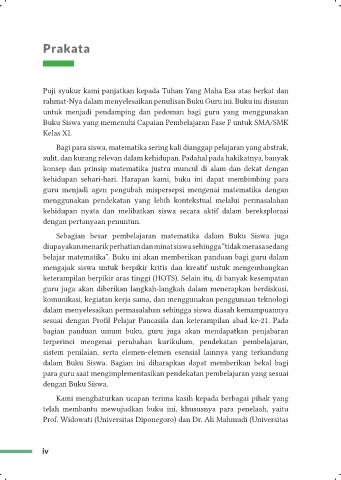 Prakata
Puji syukur kami panjatkan kepada Tuhan Yang Maha Esa atas berkat dan
rahmat-Nya dalam menyelesaikan penulisan Buku Guru ini. Buku ini disusun
untuk menjadi pendamping dan pedoman bagi guru yang menggunakan
Buku Siswa yang memenuhi Capaian Pembelajaran Fase F untuk SMA/SMK
Kelas XI.
Bagi para siswa, matematika sering kali dianggap pelajaran yang abstrak,
sulit, dan kurang relevan dalam kehidupan. Padahal pada hakikatnya, banyak
konsep dan prinsip matematika justru muncul di alam dan dekat dengan
kehidupan sehari-hari. Harapan kami, buku ini dapat membimbing para
guru menjadi agen pengubah mispersepsi mengenai matematika dengan
menggunakan pendekatan yang lebih kontekstual melalui permasalahan
kehidupan nyata dan melibatkan siswa secara aktif dalam bereksplorasi
dengan pertanyaan penuntun.
Sebagian besar pembelajaran matematika dalam Buku Siswa juga
diupayakan menarik perhatian dan minat siswa sehingga "tidak merasa sedang
belajar matematika". Buku ini akan memberikan panduan bagi guru dalam
mengajak siswa untuk berpikir kritis dan kreatif untuk mengembangkan
keterampilan berpikir aras tinggi (HOTS). Selain itu, di banyak kesempatan
guru juga akan diberikan langkah-langkah dalam menerapkan berdiskusi,
komunikasi, kegiatan kerja sama, dan menggunakan penggunaan teknologi
dalam menyelesaikan permasalahan sehingga siswa diasah kemampuannya
sesuai dengan Profil Pelajar Pancasila dan keterampilan abad ke-21. Pada
bagian panduan umum buku, guru juga akan mendapatkan penjabaran
terperinci mengenai perubahan kurikulum, pendekatan pembelajaran,
sistem penilaian, serta elemen-elemen esensial lainnya yang terkandung
dalam Buku Siswa. Bagian ini diharapkan dapat memberikan bekal bagi
para guru saat mengimplementasikan pendekatan pembelajaran yang sesuai
dengan Buku Siswa.
Kami menghaturkan ucapan terima kasih kepada berbagai pihak yang
telah membantu mewujudkan buku ini, khususnya para penelaah, yaitu
Prof. Widowati (Universitas Diponegoro) dan Dr. Ali Mahmudi (Universitas
iv